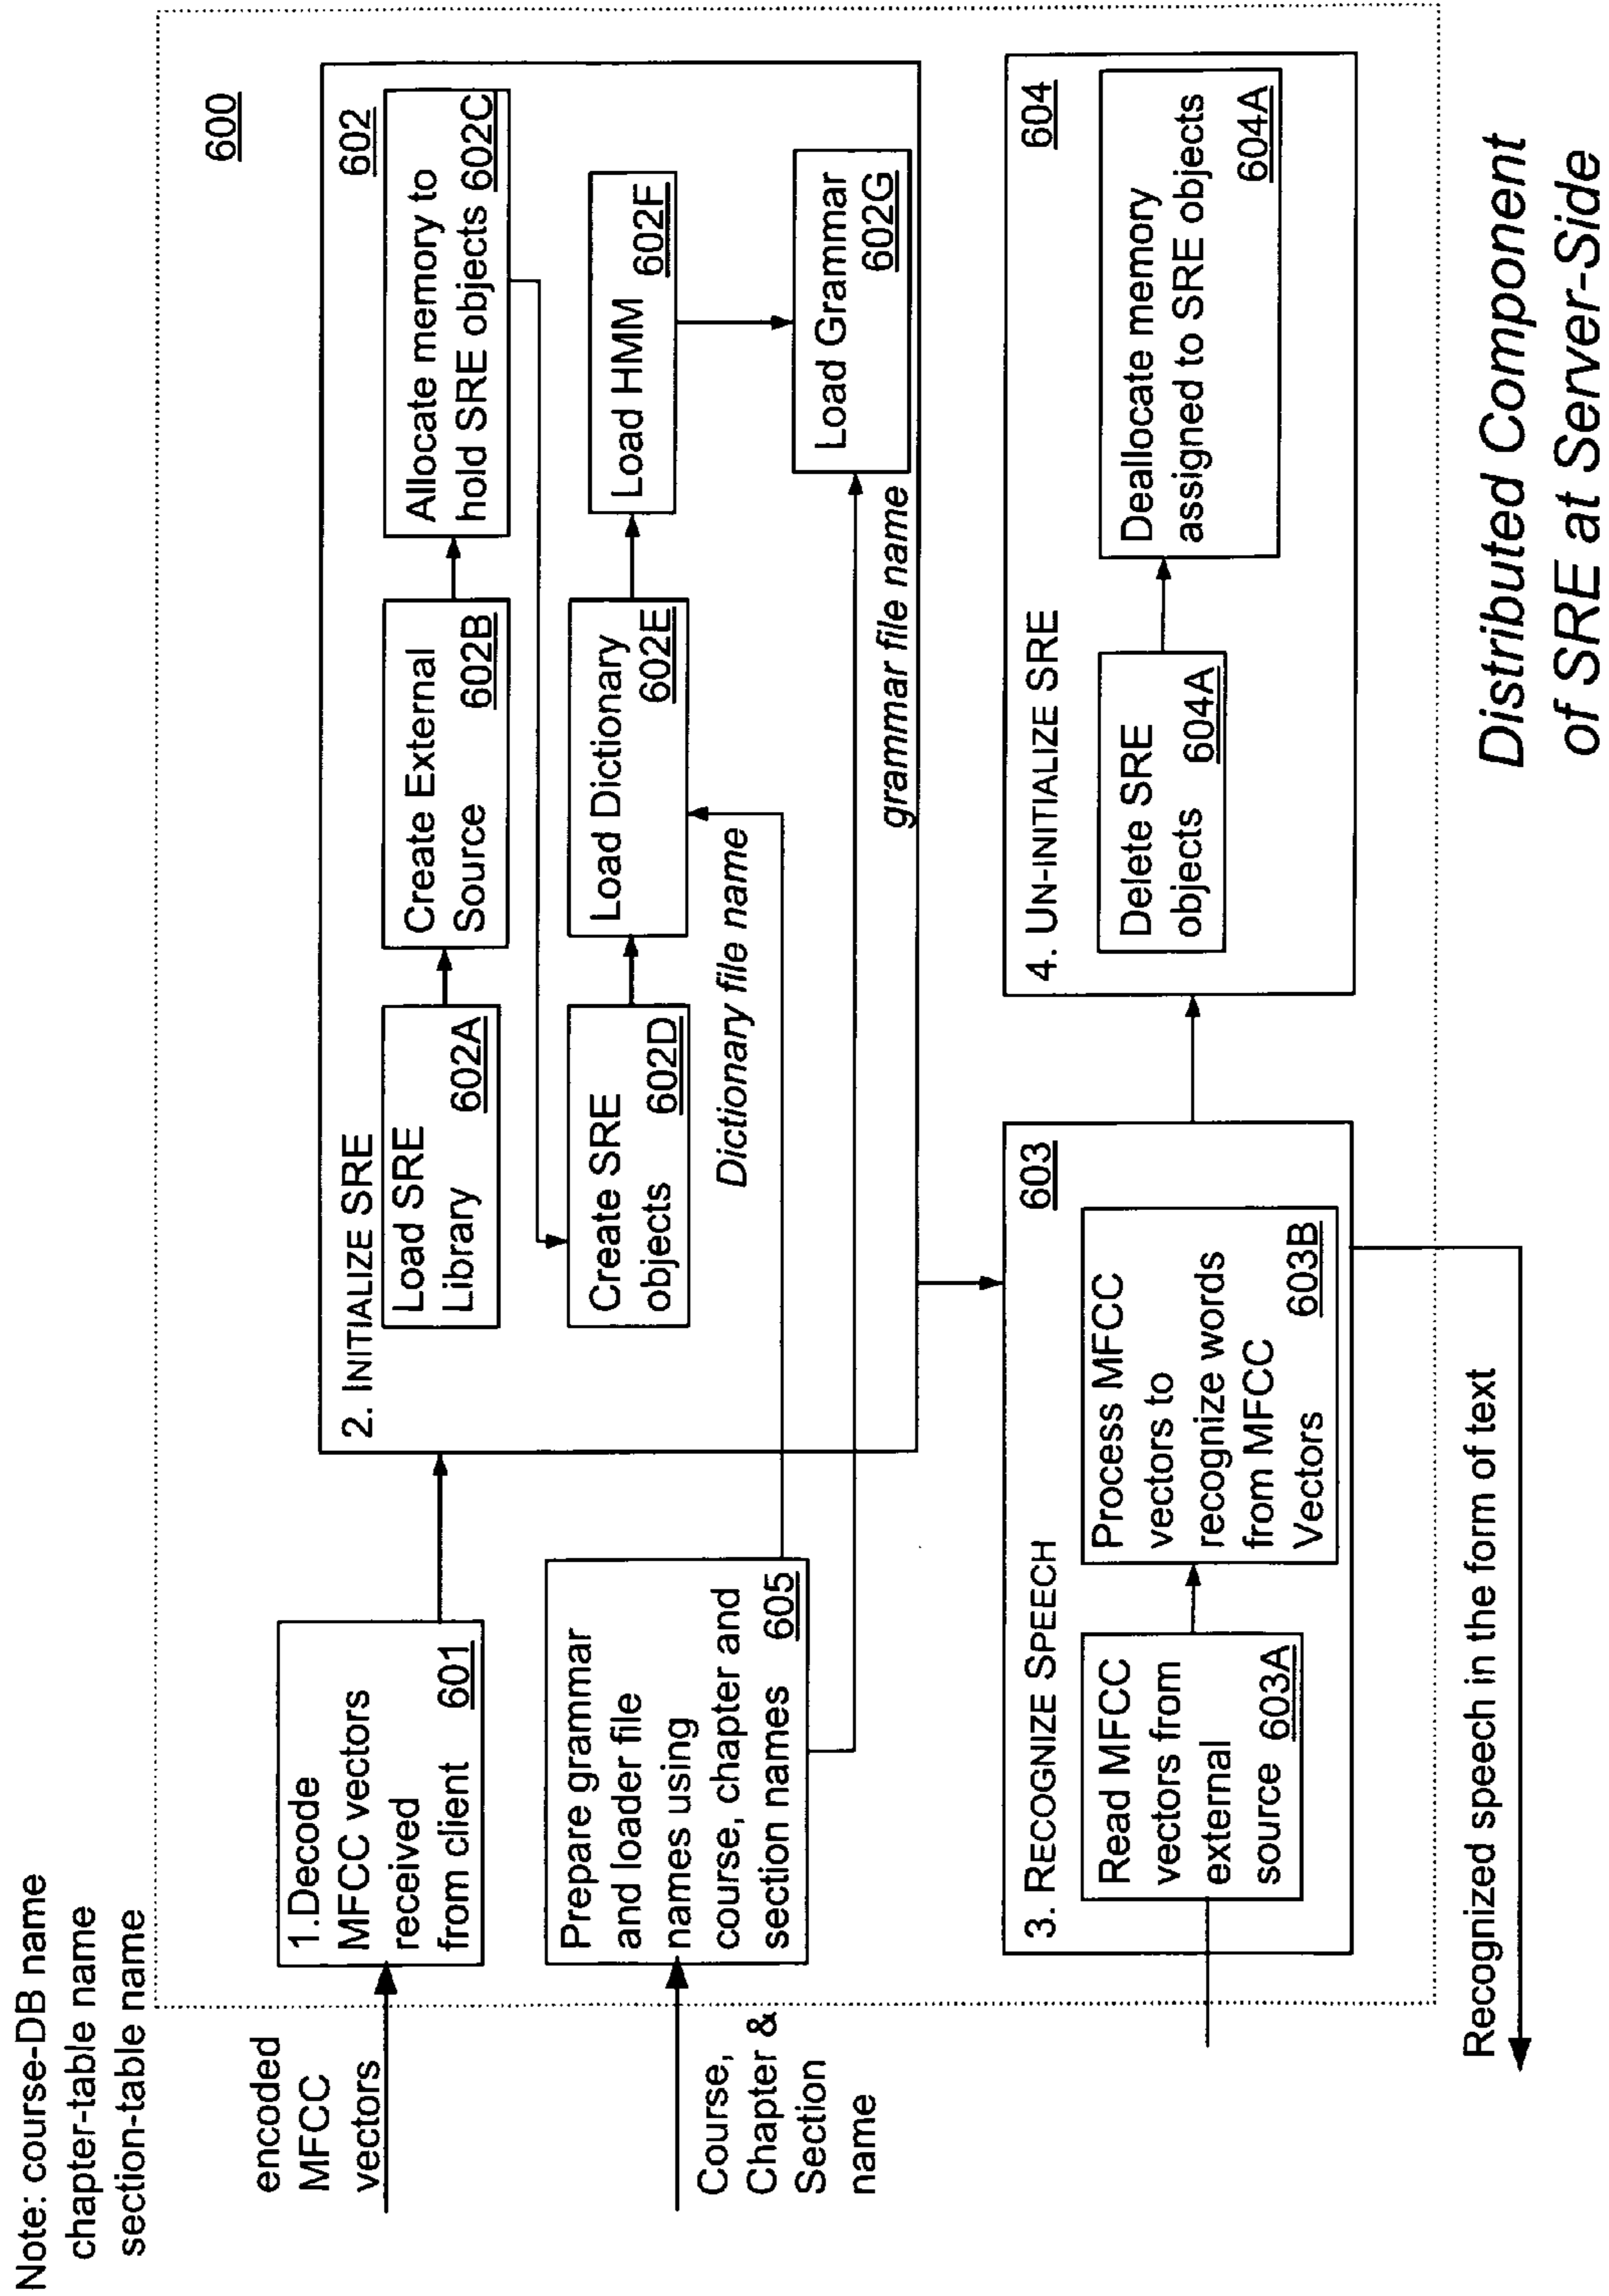 Note: course-DB name
chapter-table name
section-table name
600
encoded
MFCC
vectors
1.Decode
MFCC vectors
received
from client 601
2. INITIALIZE SRE
602
Load SRE
Library 602A
Create External
Source 602B
Allocate memory to
hold SRE objects 602C
Create SRE
objects 602D
Load Dictionary
602E
Load HMM
602F
Load Grammar
602G
Dictionary file name
grammar file name
Course,
Chapter &
Section
name
Prepare grammar
and loader file
names using
course, chapter and
section names 605
3. RECOGNIZE SPEECH
603
Read MFCC
vectors from
external
source 603A
Process MFCC
vectors to
recognize words
from MFCC
Vectors 603B
4. UN-INITIALIZE SRE
604
Delete SRE
objects 604A
Deallocate memory
assigned to SRE objects
604A
Recognized speech in the form of text
Distributed Component
of SRE at Server-Side